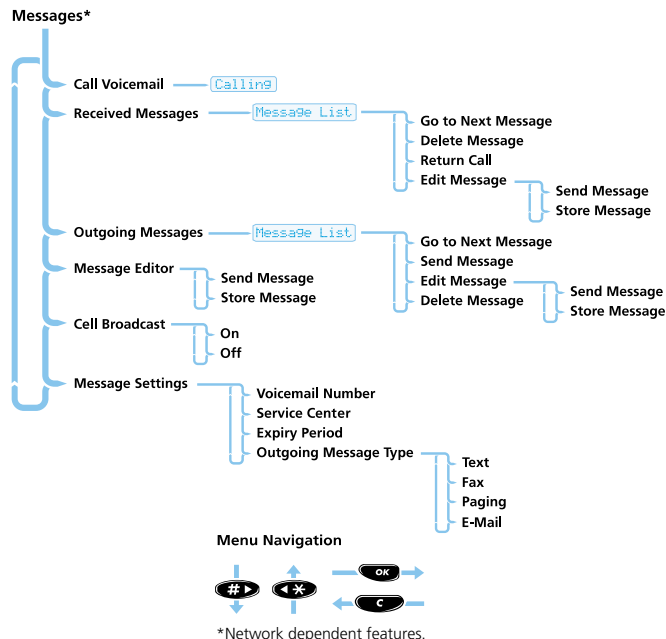 Messages*
Call Voicemail
Calling
Received Messages
Message List
Go to Next Message
Delete Message
Return Call
Edit Message
Send Message
Store Message
Outgoing Messages
Message List
Go to Next Message
Send Message
Edit Message
Delete Message
Send Message
Store Message
Message Editor
Send Message
Store Message
Cell Broadcast
On
Off
Message Settings
Voicemail Number
Service Center
Expiry Period
Outgoing Message Type
Text
Fax
Paging
E-Mail
Menu Navigation
# * OK
C
*Network dependent features.